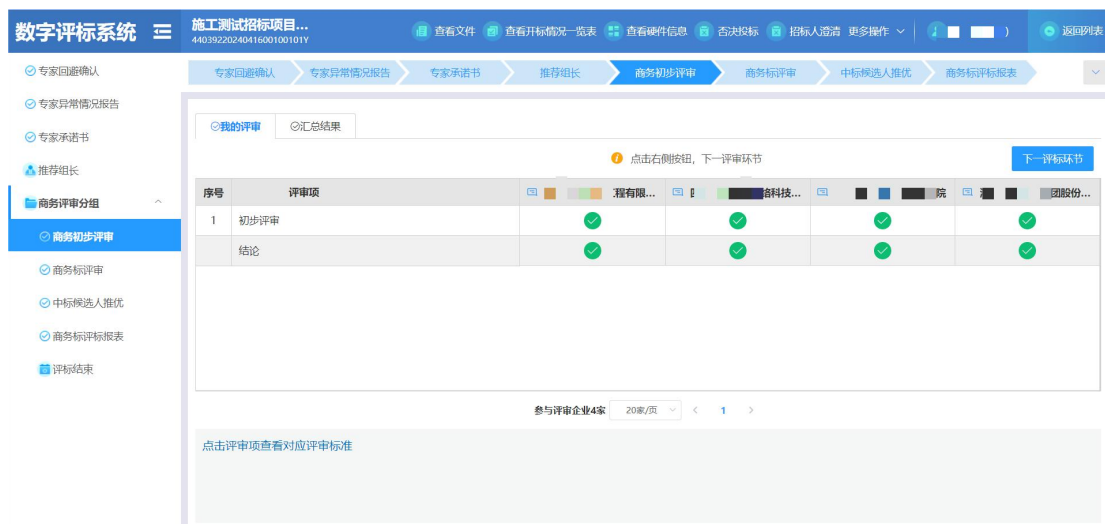 数字评标系统
施工测试招标项目...
44039220240416001001​01Y
查看文件 查看开标情况一览表 查看硬件信息 否决投标 招标人澄清 更多操作 返回列表
专家回避确认
专家异常情况报告
专家承诺书
推荐组长
商务评审分组
商务初步评审
商务标评审
中标候选人推优
商务标评标报表
评标结束
专家回避确认 专家异常情况报告 专家承诺书 推荐组长 商务初步评审 商务标评审 中标候选人推优 商务标评标报表
我的评审 汇总结果
点击右侧按钮，下一评审环节
下一评标环节
序号 评审项 程有限... 络科技... 院 团股份...
1 初步评审
结论
参与评审企业4家 20家/页 1
点击评审项查看对应评审标准